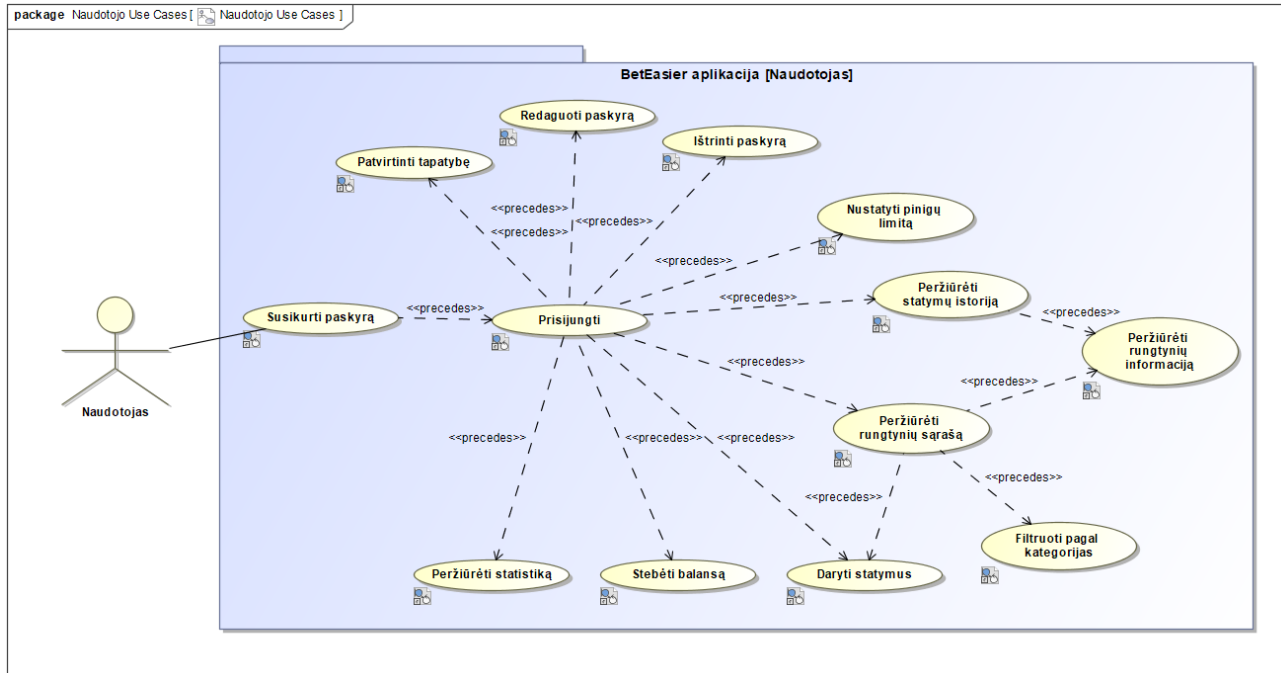 package Naudotojo Use Cases [ Naudotojo Use Cases ]
BetEasier aplikacija [Naudotojas]
Redaguoti paskyrą
Ištrinti paskyrą
Patvirtinti tapatybę
Nustatyti pinigų
limitą
<<precedes>>
<<precedes>>
<<precedes>>
<<precedes>>
Peržiūrėti
statymų istoriją
<<precedes>>
<<precedes>>
Susikurti paskyrą
<<precedes>>
Prisijungti
Peržiūrėti
rungtynių
informaciją
<<precedes>>
Naudotojas
Peržiūrėti
rungtynių sąrašą
<<precedes>>
<<precedes>>
<<precedes>>
<<precedes>>
<<precedes>>
<<precedes>>
Filtruoti pagal
kategorijas
Peržiūrėti statistiką
Stebėti balansą
Daryti statymus